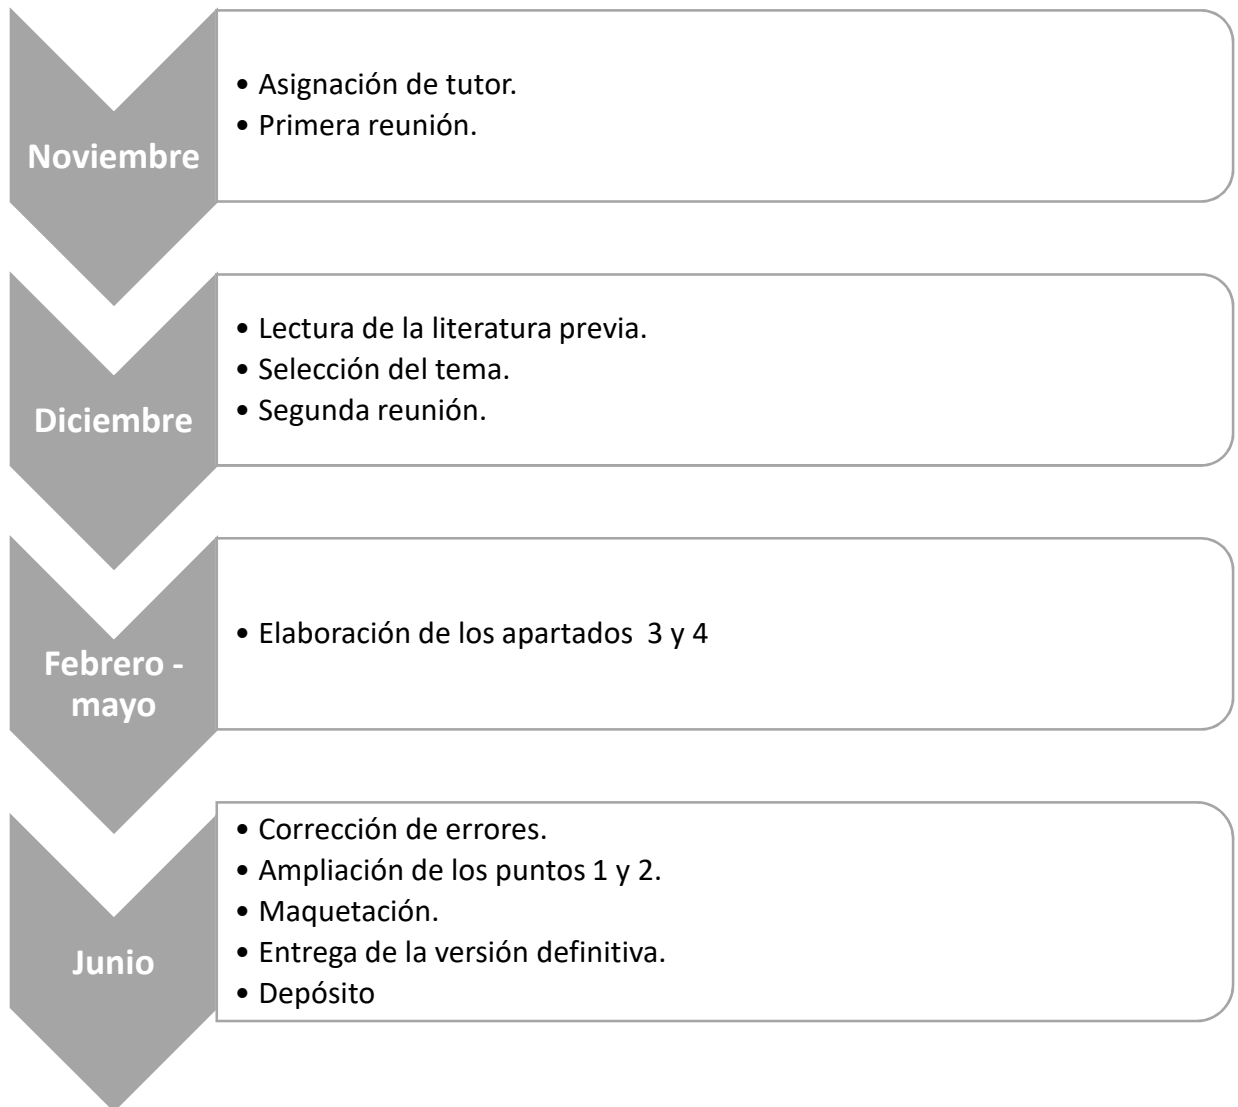 Noviembre
• Asignación de tutor.
• Primera reunión.
Diciembre
• Lectura de la literatura previa.
• Selección del tema.
• Segunda reunión.
Febrero -
mayo
• Elaboración de los apartados  3 y 4
Junio
• Corrección de errores.
• Ampliación de los puntos 1 y 2.
• Maquetación.
• Entrega de la versión definitiva.
• Depósito